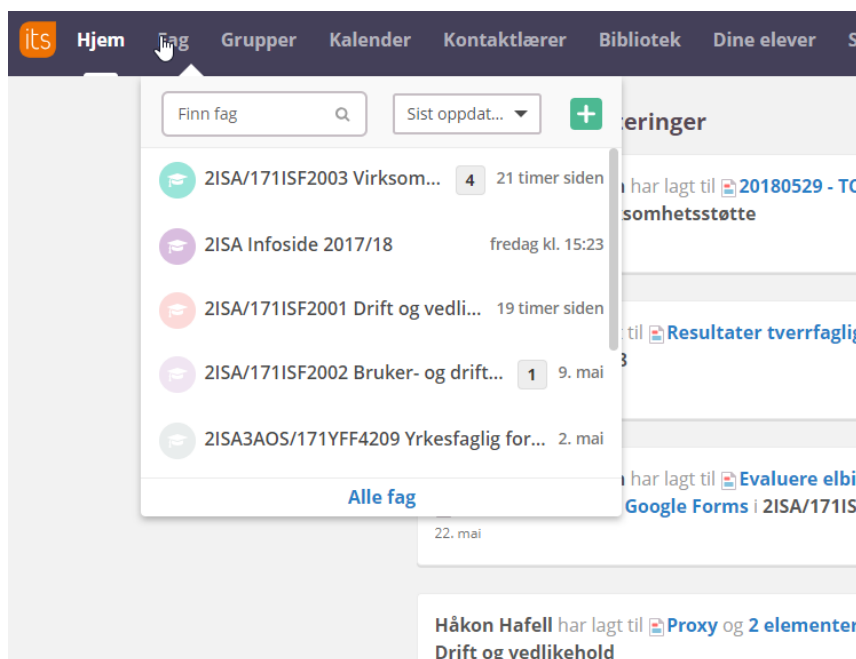 its Hjem Fag Grupper Kalender Kontaktlærer Bibliotek Dine elever S
Finn fag Sist oppdat...
eringer
2ISA/171ISF2003 Virksom... 4 21 timer siden
har lagt til 20180529 - TO
somhetsstøtte
2ISA Infoside 2017/18 fredag kl. 15:23
2ISA/171ISF2001 Drift og vedli... 19 timer siden
til Resultater tverrfaglig
2ISA/171ISF2002 Bruker- og drift... 1 9. mai
2ISA3AOS/171YFF4209 Yrkesfaglig for... 2. mai
har lagt til Evaluere elbi
Alle fag
Google Forms i 2ISA/171IS
22. mai
Håkon Hafell har lagt til Proxy og 2 elementer
Drift og vedlikehold